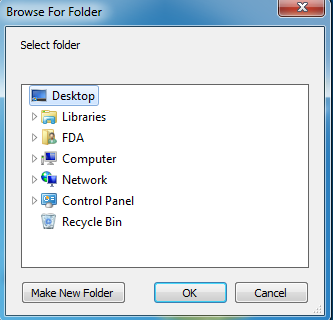 Browse For Folder
Select folder
Desktop
Libraries
FDA
Computer
Network
Control Panel
Recycle Bin
Make New Folder OK Cancel